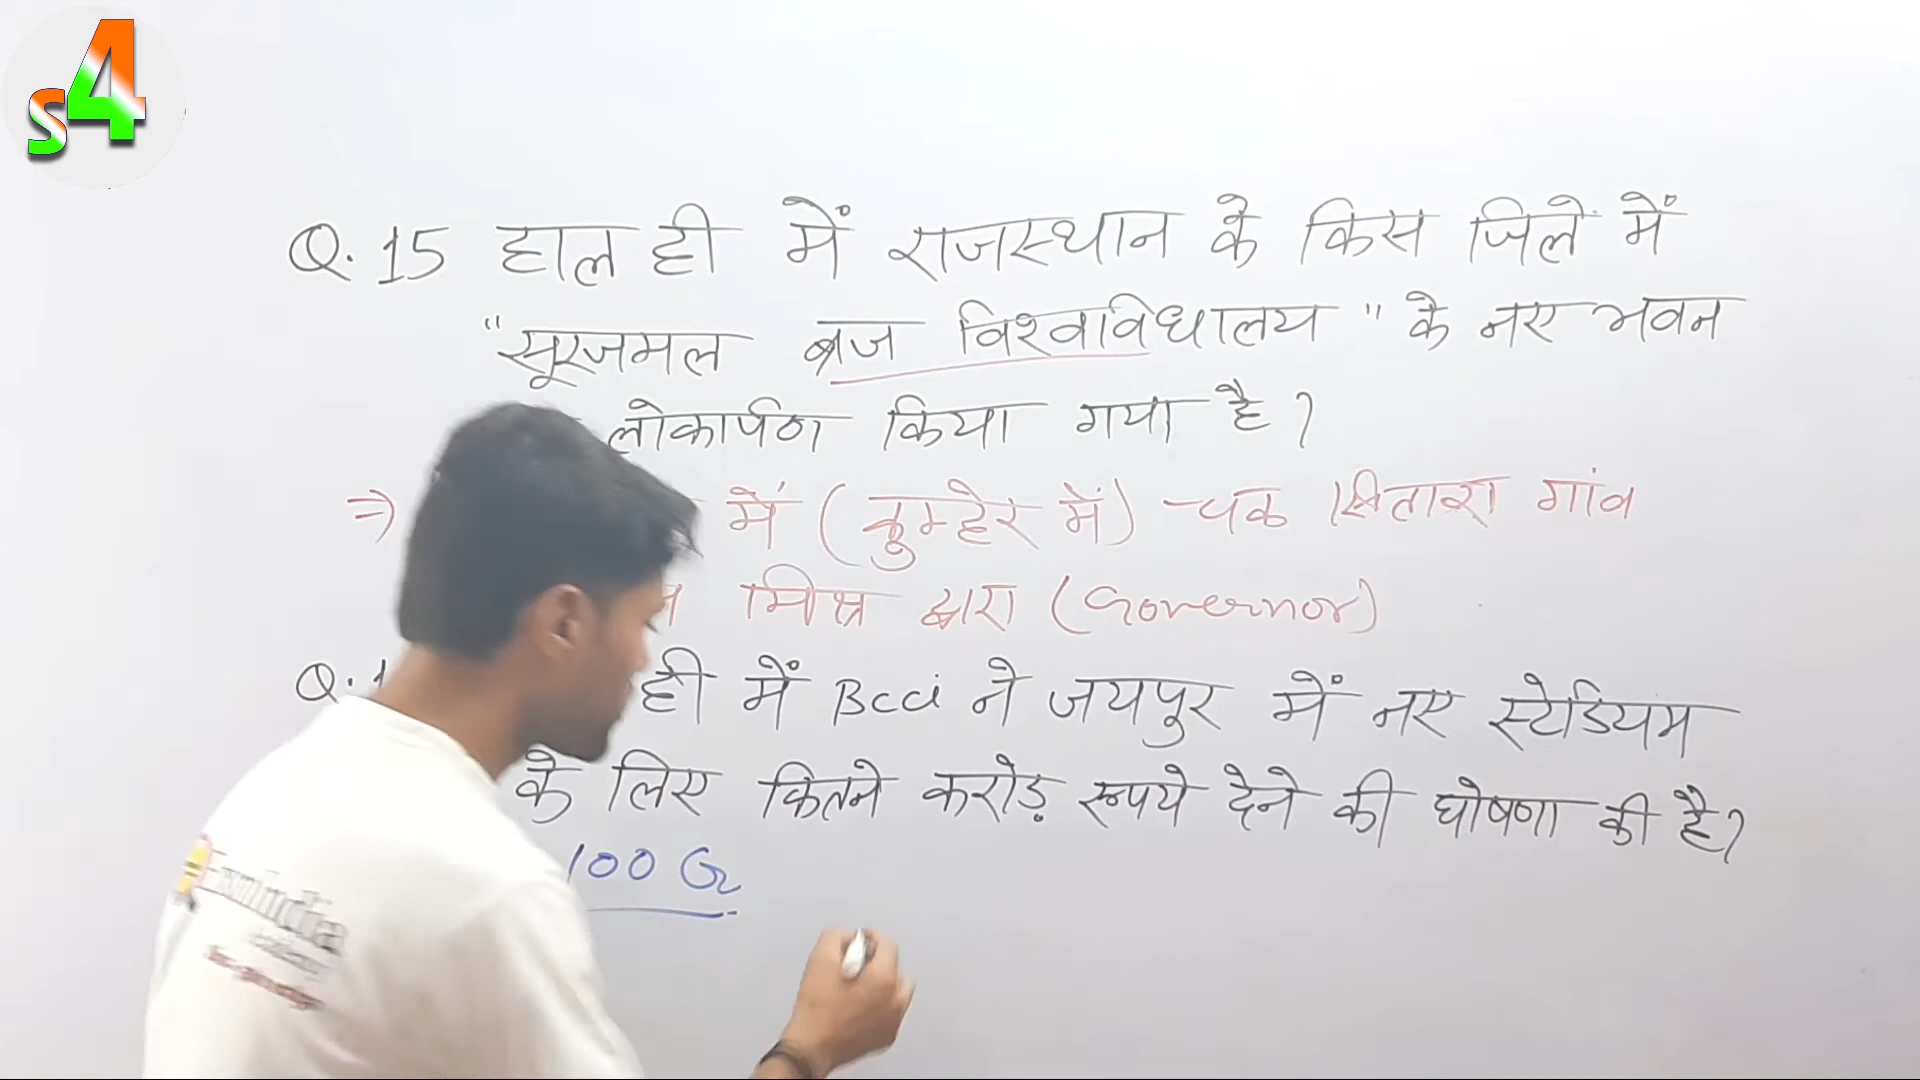 S4
Q. 15 हाल ही में राजस्थान के किस जिले में
"सूरजमल ब्रज विश्वाविधालय" के नए भवन
लोकार्पण किया गया है?
⇒ में (कुम्हेर में) चक सितारा गांव
मिश्र द्वारा (Governor)
Q. 1 ही में Bcci ने जयपुर में नए स्टेडियम
के लिए कितने करोड़ रूपये देने की घोषणा की है?
100 Cr